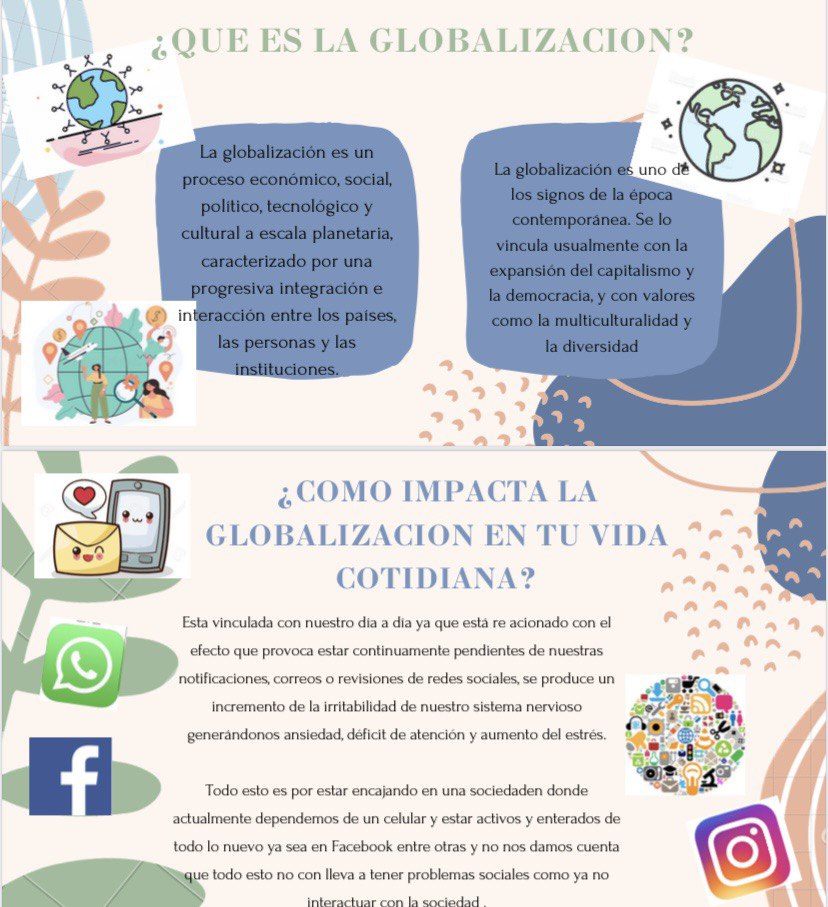 ¿QUE ES LA GLOBALIZACION?
La globalización es un
proceso económico, social,
político, tecnológico y
cultural a escala planetaria,
caracterizado por una
progresiva integración e
interacción entre los países,
las personas y las
instituciones.
La globalización es uno de
los signos de la época
contemporánea. Se lo
vincula usualmente con la
expansión del capitalismo y
la democracia, y con valores
como la multiculturalidad y
la diversidad
¿COMO IMPACTA LA
GLOBALIZACION EN TU VIDA
COTIDIANA?
Esta vinculada con nuestro día a día ya que está re acionado con el
efecto que provoca estar continuamente pendientes de nuestras
notificaciones, correos o revisiones de redes sociales, se produce un
incremento de la irritabilidad de nuestro sistema nervioso
generándonos ansiedad, déficit de atención y aumento del estrés.
Todo esto es por estar encajando en una sociedaden donde
actualmente dependemos de un celular y estar activos y enterados de
todo lo nuevo ya sea en Facebook entre otras y no nos damos cuenta
que todo esto no con lleva a tener problemas sociales como ya no
interactuar con la sociedad .